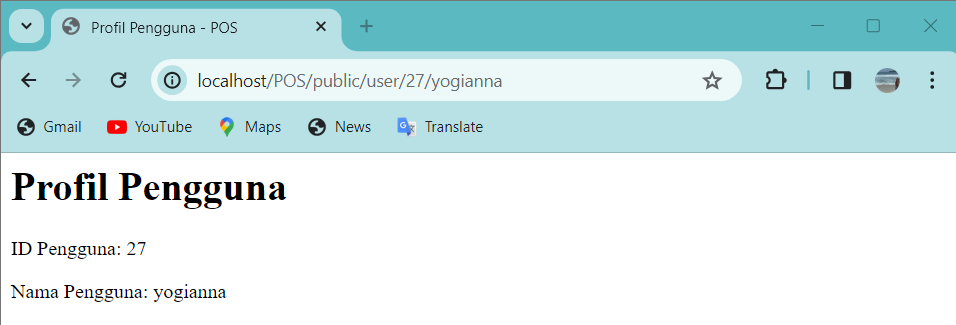 Profil Pengguna - POS
localhost/POS/public/user/27/yogianna
Gmail YouTube Maps News Translate
Profil Pengguna
ID Pengguna: 27
Nama Pengguna: yogianna